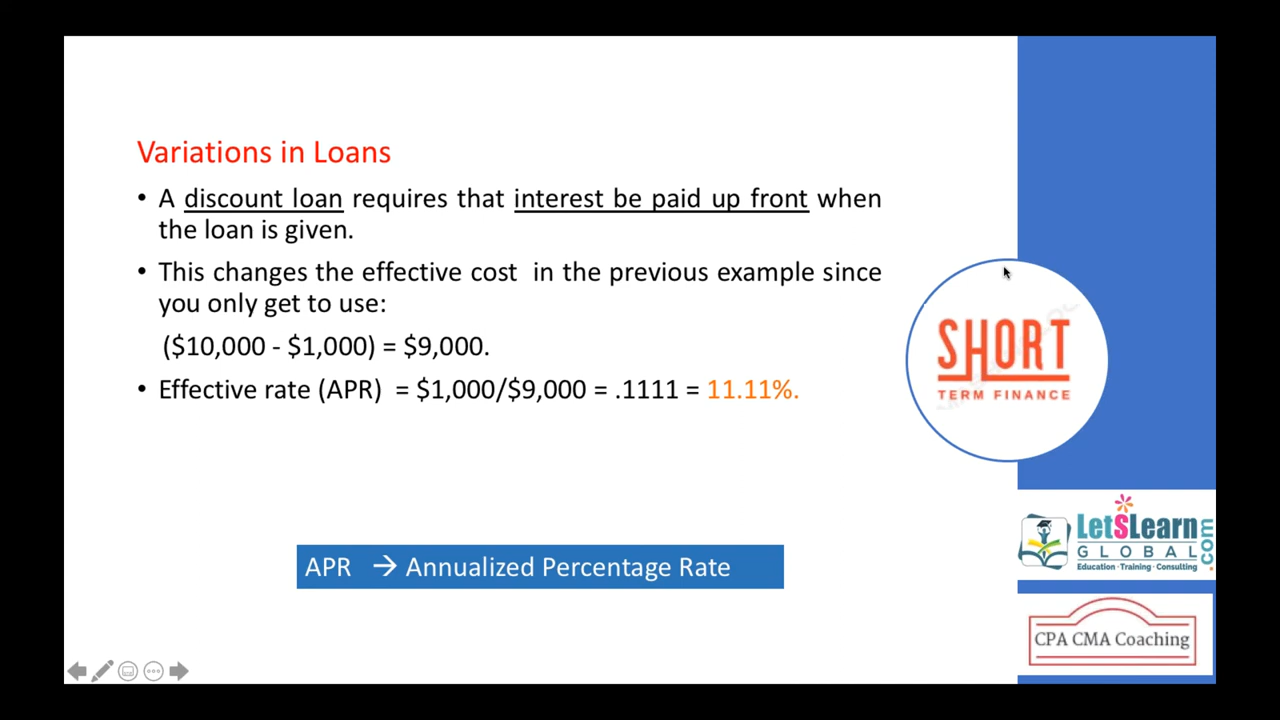 Variations in Loans
• A discount loan requires that interest be paid up front when
the loan is given.
• This changes the effective cost in the previous example since
you only get to use:
($10,000 - $1,000) = $9,000.
• Effective rate (APR) = $1,000/$9,000 = .1111 = 11.11%.
SHORT
TERM FINANCE
APR → Annualized Percentage Rate
LetSLearn
GLOBAL
.com
Education · Training · Consulting
CPA CMA Coaching